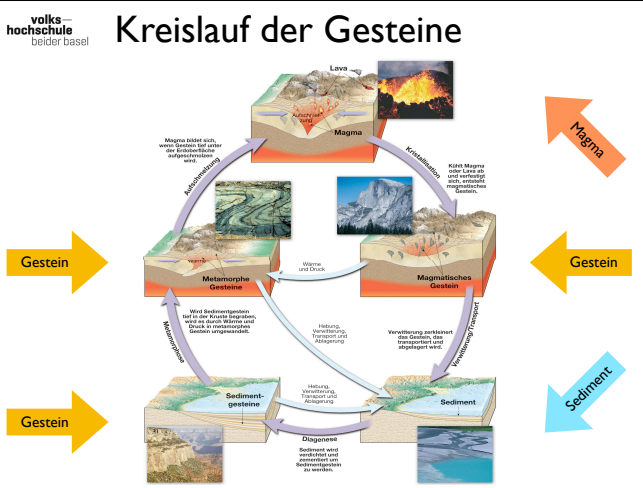 volks—
hochschule
beider basel
Kreislauf der Gesteine
Lava
Aufschmel-
zung
Magma
Magma bildet sich,
wenn Gestein tief unter
der Erdoberfläche
aufgeschmolzen
wird.
Aufschmelzung
Kristallisation
Kühlt Magma
oder Lava ab
und verfestigt
sich, entsteht
magmatisches
Gestein.
Magma
Gestein
Wärme
Metamorphe
Gesteine
Wärme
und Druck
Magmatisches
Gestein
Gestein
Wird Sedimentgestein
tief in der Kruste begraben,
wird es durch Wärme und
Druck in metamorphes
Gestein umgewandelt.
Metamorphose
Hebung,
Verwitterung,
Transport und
Ablagerung
Verwitterung zerkleinert
das Gestein, das
transportiert und
abgelagert wird.
Verwitterung/Transport
Sediment-
gesteine
Hebung,
Verwitterung,
Transport und
Ablagerung
Sediment
Sediment
Gestein
Diagenese
Sediment wird
verdichtet und
zementiert um
Sedimentgestein
zu werden.